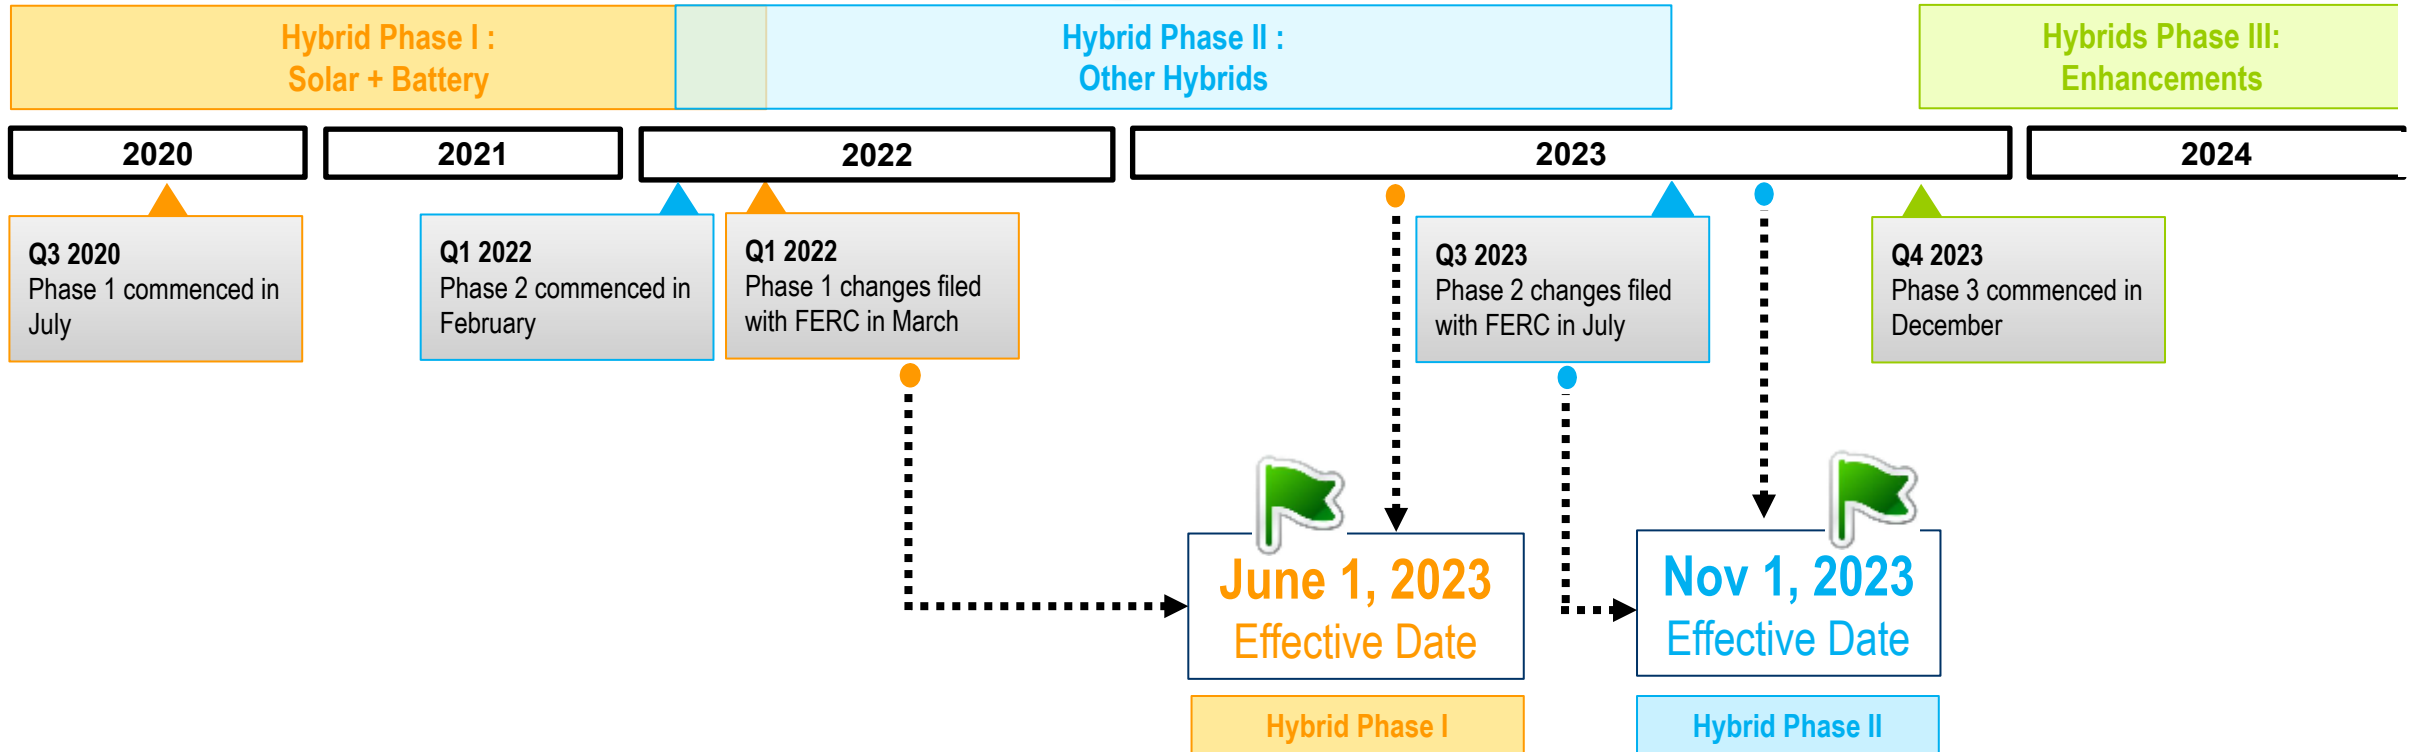 Hybrid Phase I :
Solar + Battery
Hybrid Phase II :
Other Hybrids
Hybrids Phase III:
Enhancements
2020
2021
2022
2023
2024
Q3 2020
Phase 1 commenced in
July
Q1 2022
Phase 2 commenced in
February
Q1 2022
Phase 1 changes filed
with FERC in March
Q3 2023
Phase 2 changes filed
with FERC in July
Q4 2023
Phase 3 commenced in
December
June 1, 2023
Effective Date
Nov 1, 2023
Effective Date
Hybrid Phase I
Hybrid Phase II